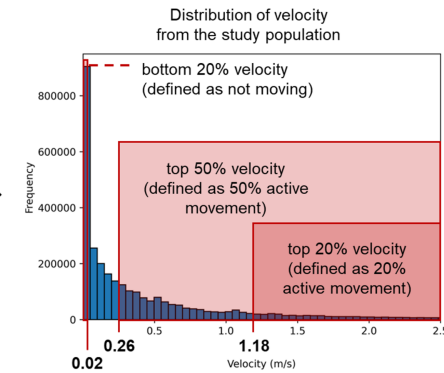 Distribution of velocity
from the study population
bottom 20% velocity
(defined as not moving)
800000
600000
400000
200000
0
Frequency
top 50% velocity
(defined as 50% active
movement)
top 20% velocity
(defined as 20%
active movement)
0.5
1.0
1.5
2.0
2.5
0.26
1.18
0.02
Velocity (m/s)